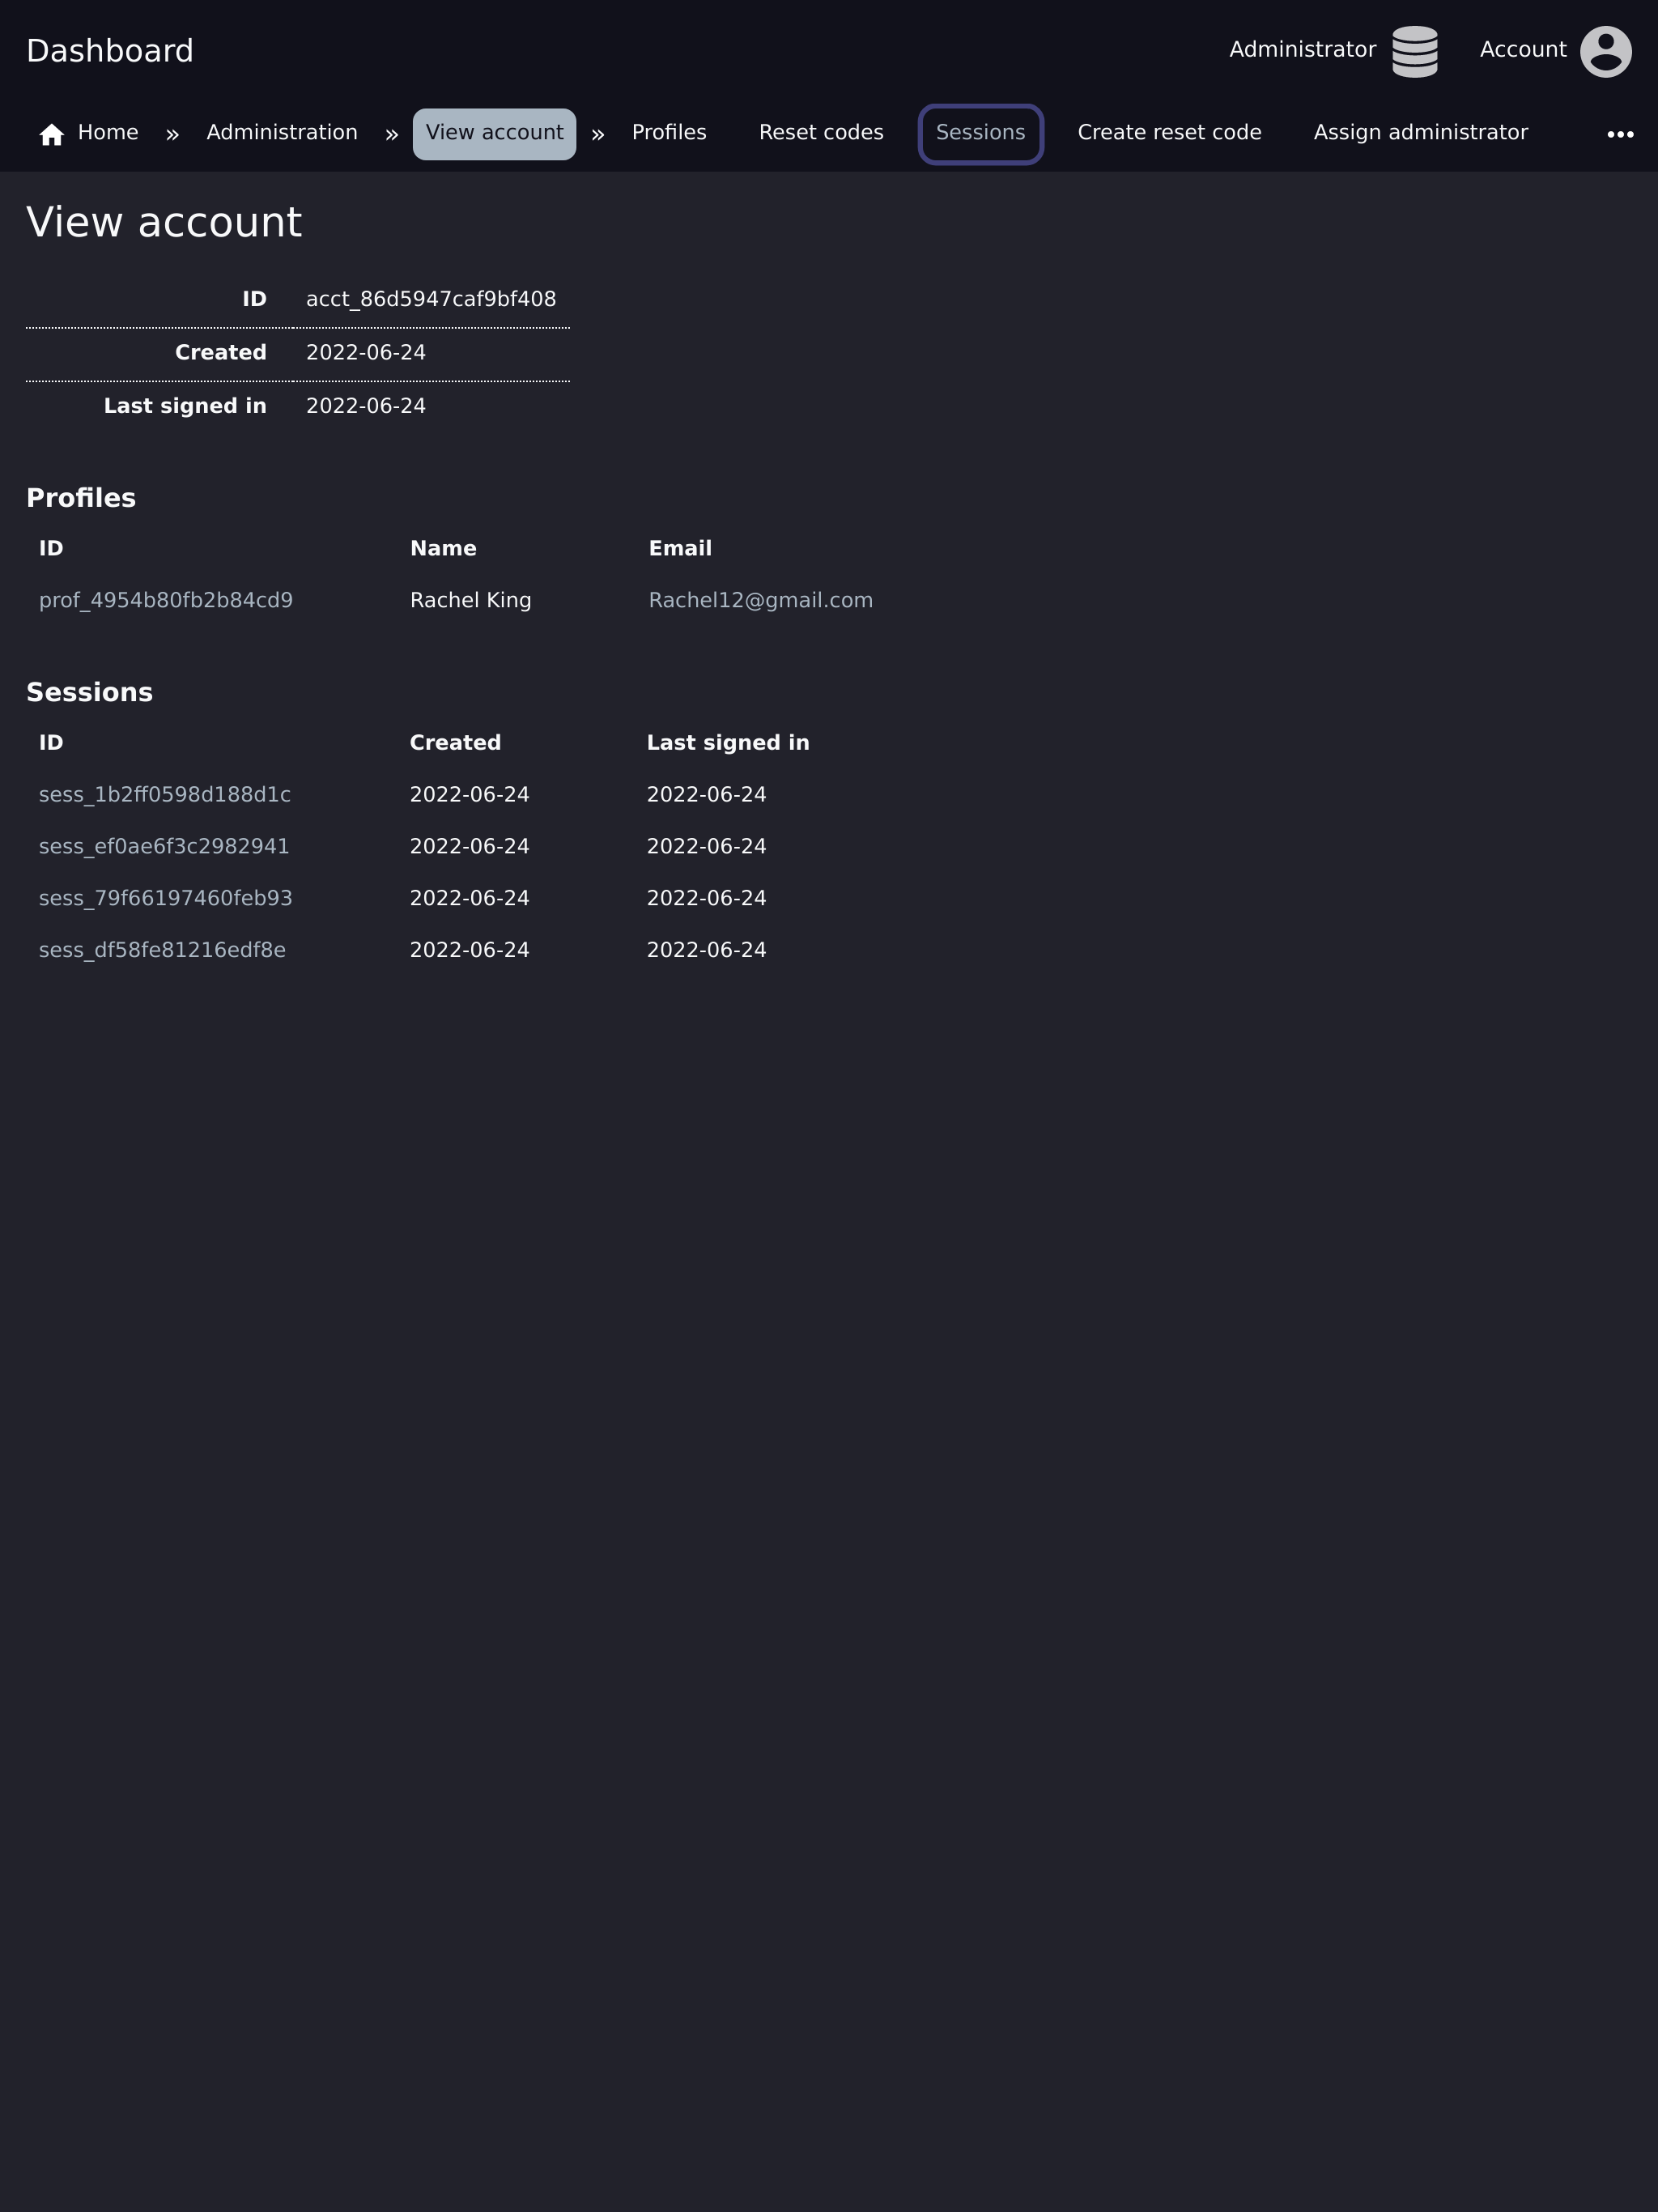 Dashboard
Administrator
Account
Home » Administration » View account » Profiles Reset codes Sessions Create reset code Assign administrator •••
View account
ID acct_86d5947caf9bf408
Created 2022-06-24
Last signed in 2022-06-24
Profiles
ID Name Email
prof_4954b80fb2b84cd9 Rachel King Rachel12@gmail.com
Sessions
ID Created Last signed in
sess_1b2ff0598d188d1c 2022-06-24 2022-06-24
sess_ef0ae6f3c2982941 2022-06-24 2022-06-24
sess_79f66197460feb93 2022-06-24 2022-06-24
sess_df58fe81216edf8e 2022-06-24 2022-06-24